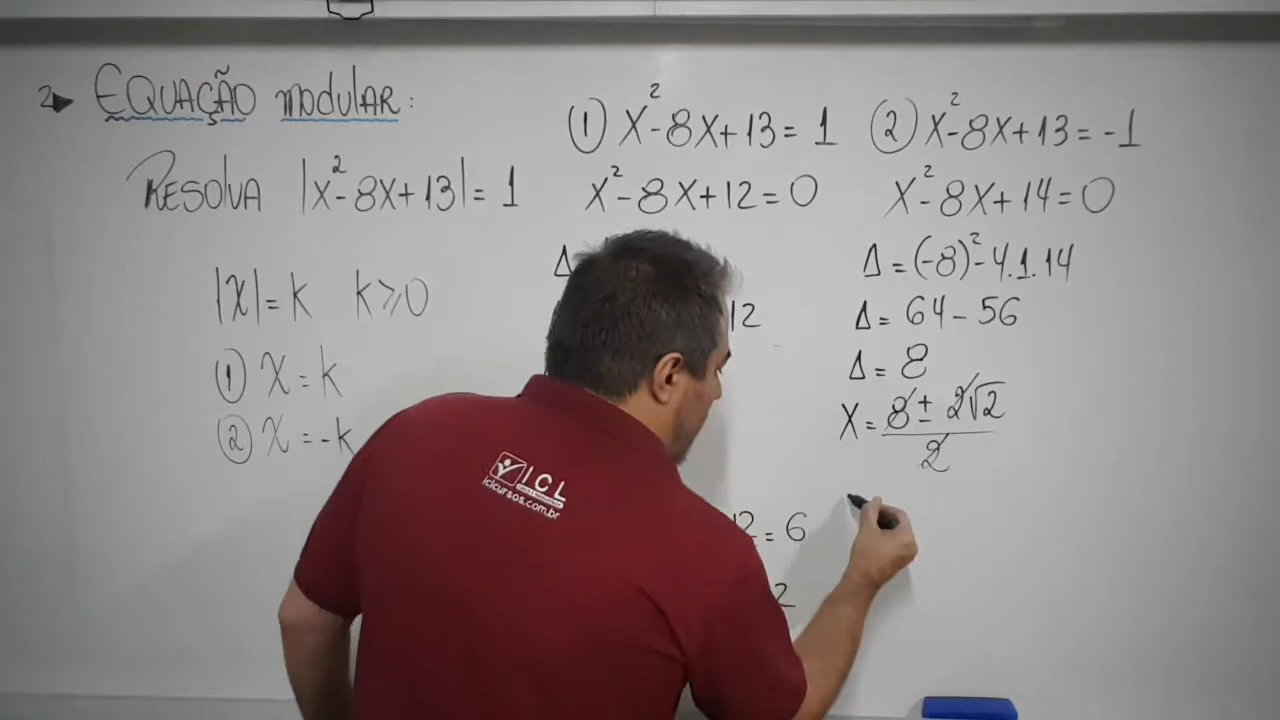 2 EQUAÇÃO modular:
RESOLVA |x²-8x+13|= 1
|x|= k k≥0
① x = k
② x = -k
① x²-8x+13= 1
x²-8x+12=0
Δ
12
12 = 6
2
② x²-8x+13= -1
x²-8x+14=0
Δ = (-8)²-4.1.14
Δ = 64-56
Δ = 8
x = 8 ± 2√2
2
ICL
iclcursos.com.br